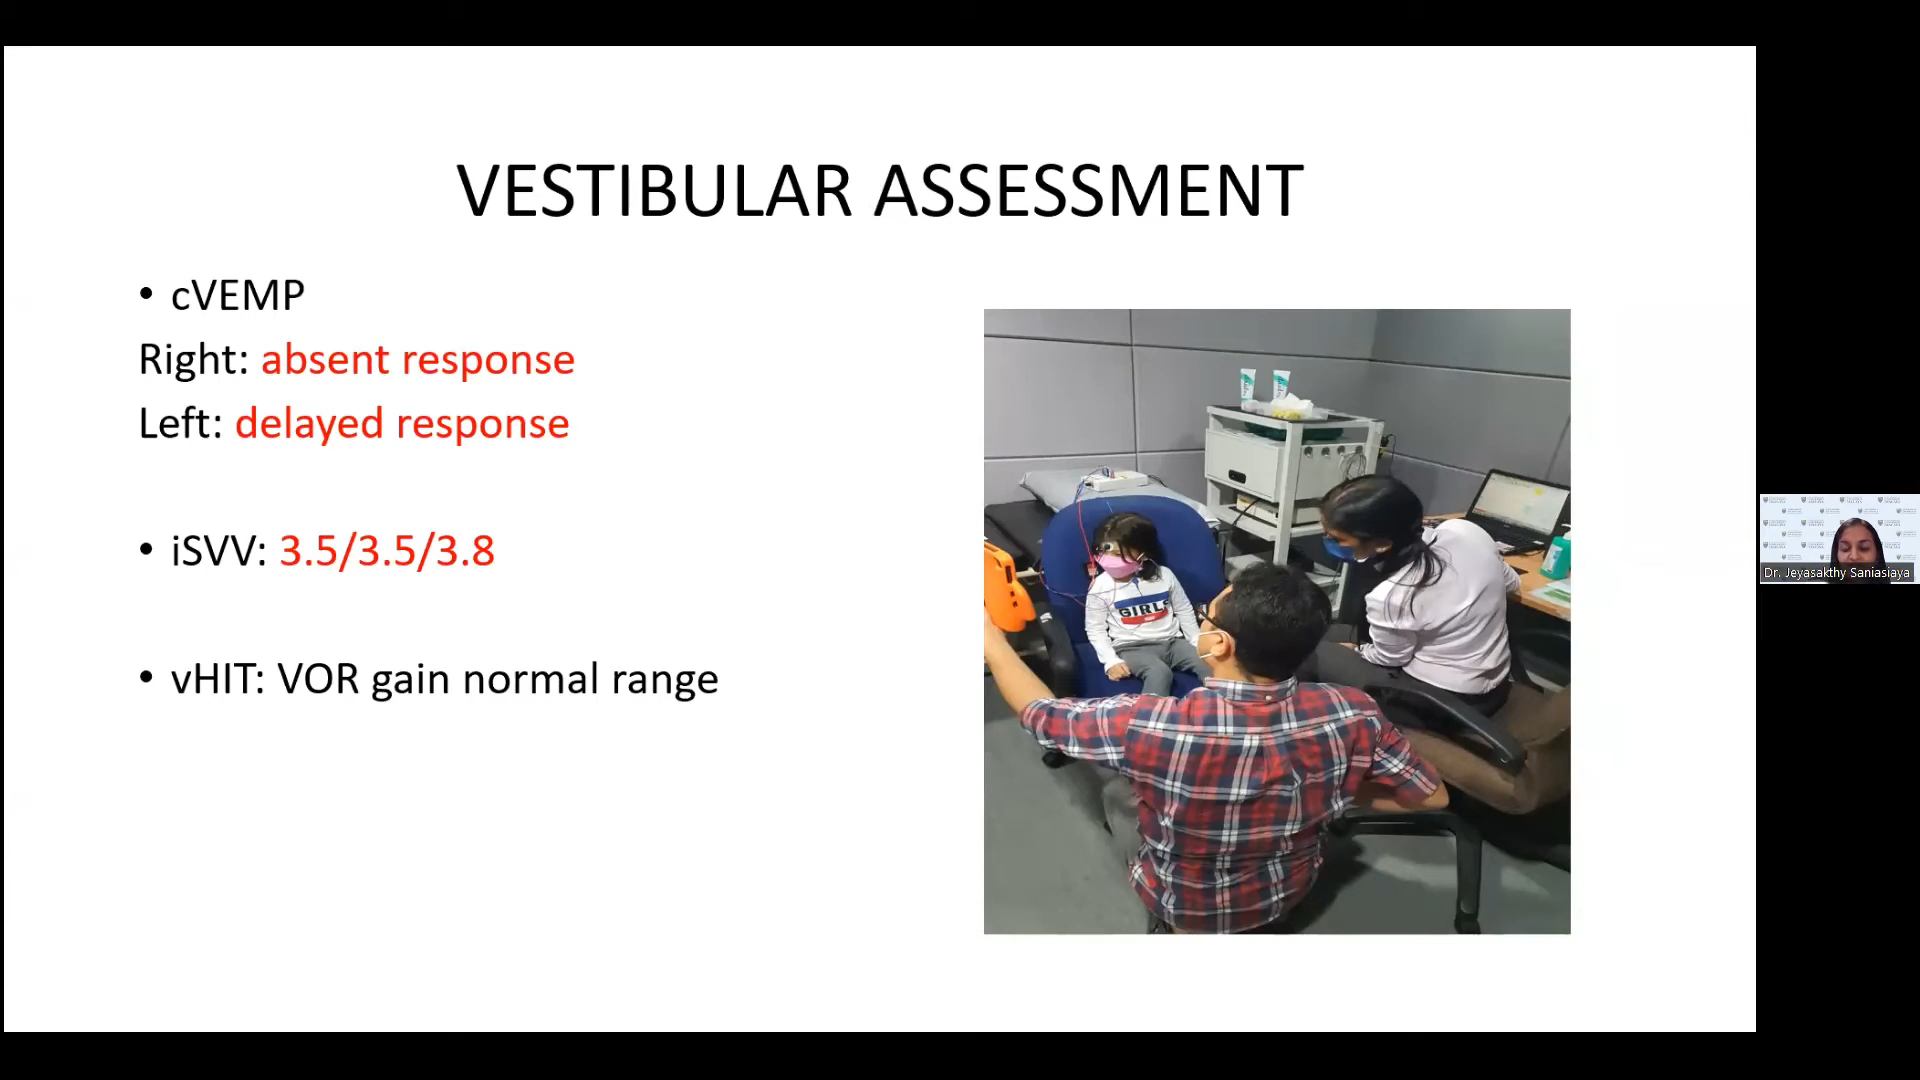 VESTIBULAR ASSESSMENT
• cVEMP
Right: absent response
Left: delayed response
• iSVV: 3.5/3.5/3.8
• vHIT: VOR gain normal range
GIRLS
Dr. Jeyasakthy Saniasiaya